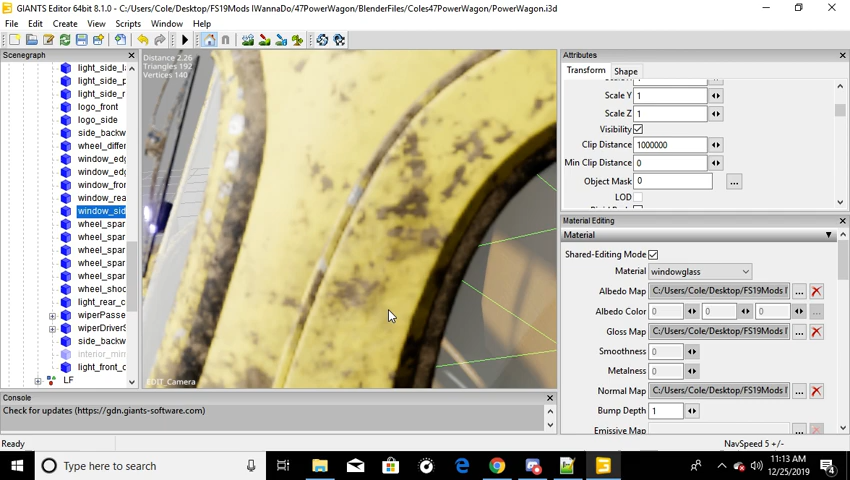 GIANTS Editor 64bit 8.1.0 - C:/Users/Cole/Desktop/FS19Mods IWannaDo/47PowerWagon/BlenderFiles/Coles47PowerWagon/PowerWagon.i3d
File Edit Create View Scripts Window Help
Scenegraph
light_side_
light_side_p
light_side_r
logo_front
logo_side
side_backw
wheel_differ
window_edg
window_edg
window_fron
window_rea
window_sid
wheel_spar
wheel_spar
wheel_spar
wheel_spar
wheel_spar
wheel_shoc
light_rear_c
wiperPasse
wiperDriverS
side_backw
interior_mirr
light_front_c
LF
Distance 2.26
Triangles 192
Vertices 140
EDIT_Camera
Attributes
Transform Shape
Scale Y 1
Scale Z 1
Visibility
Clip Distance 1000000
Min Clip Distance 0
Object Mask 0 ...
LOD
Material Editing
Material
Shared-Editing Mode
Material windowglass
Albedo Map C:/Users/Cole/Desktop/FS19Mods I ...
Albedo Color 0 0 0 ...
Gloss Map C:/Users/Cole/Desktop/FS19Mods I ...
Smoothness 0
Metalness 0
Normal Map C:/Users/Cole/Desktop/FS19Mods I ...
Bump Depth 1
Emissive Map
Console
Check for updates (https://gdn.giants-software.com)
Ready
NavSpeed 5 +/-
Type here to search
11:13 AM
12/25/2019
4